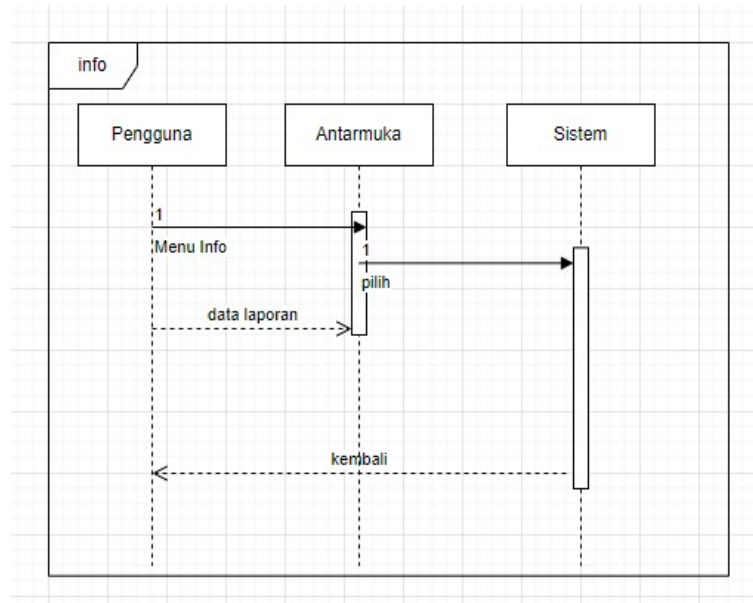 info
Pengguna
Antarmuka
Sistem
1
Menu Info
1
pilih
data laporan
kembali